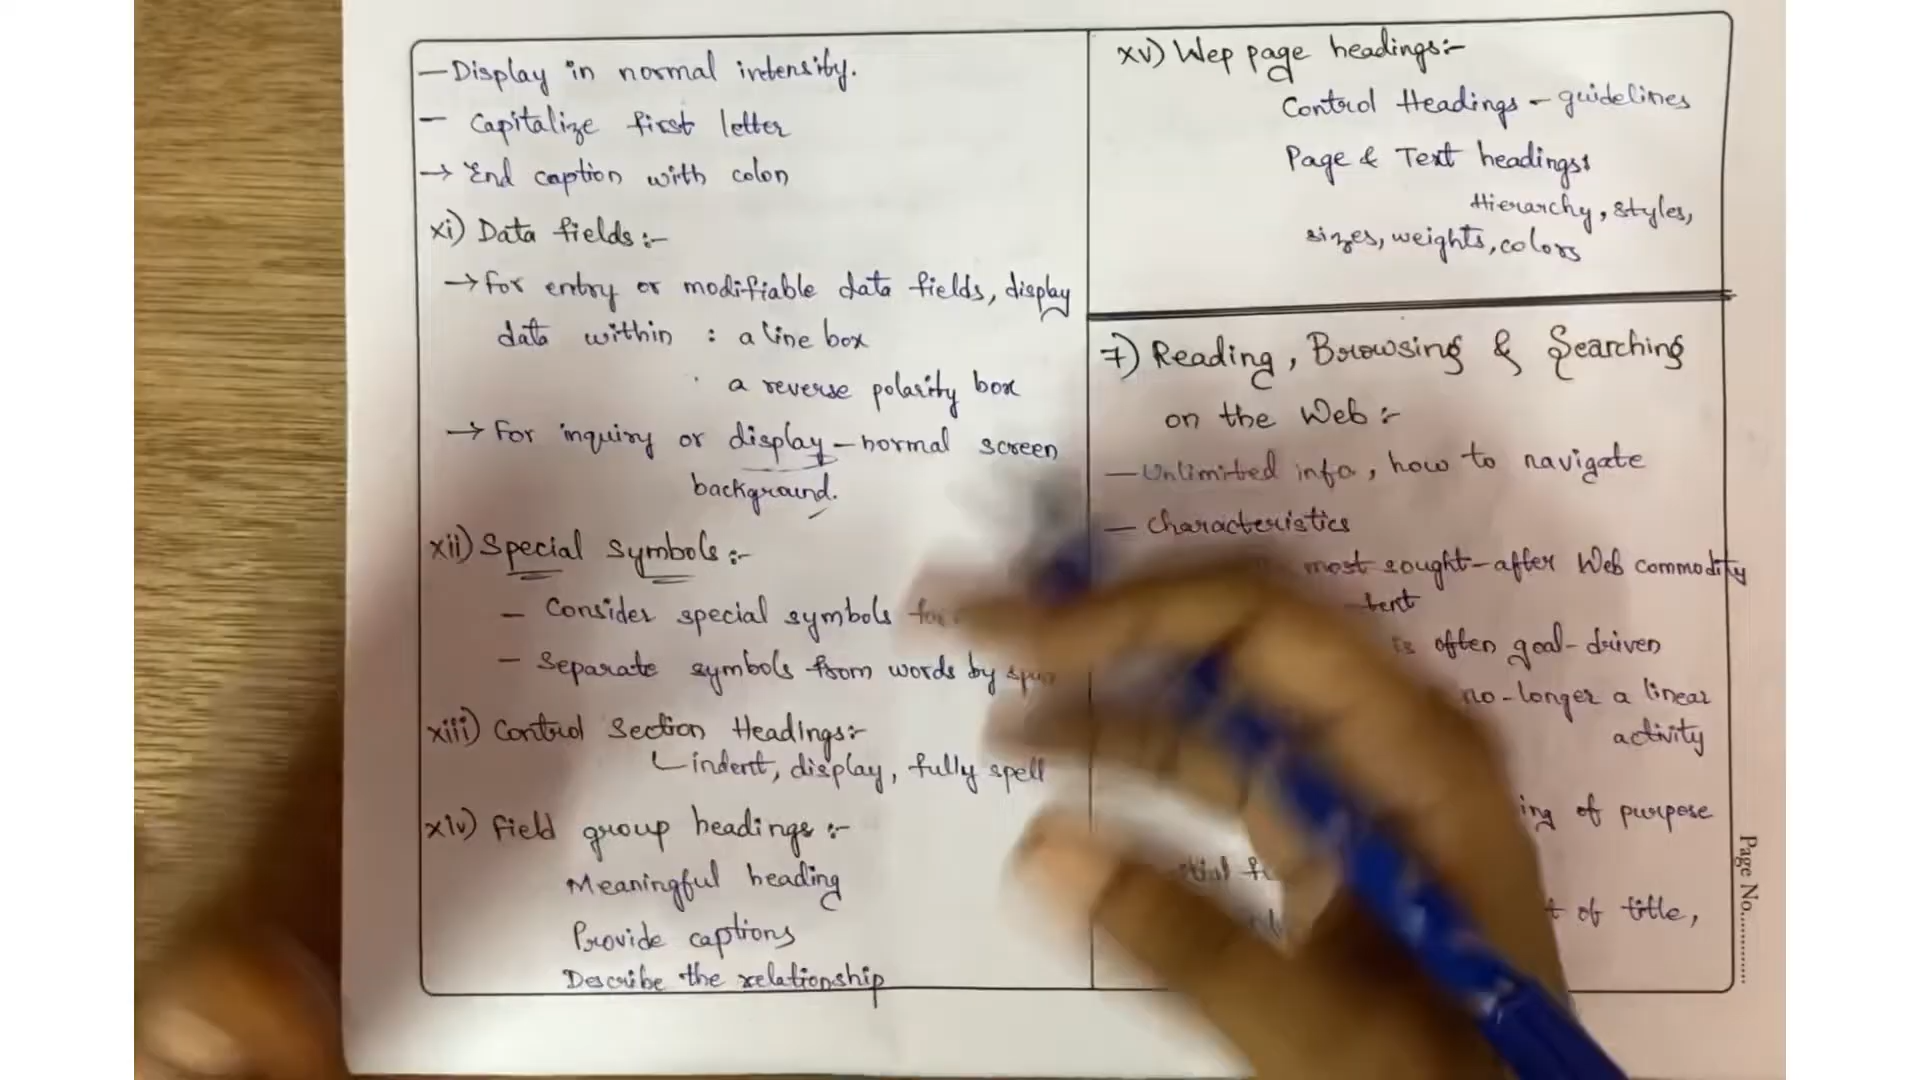 — Display in normal intensity.
— Capitalize first letter
→ End caption with colon
xi) Data fields:-
→ For entry or modifiable data fields, display
data within : a line box
a reverse polarity box
→ For inquiry or display - normal screen
background.
xii) Special symbols:-
- Consider special symbols for
- Separate symbols from words by
xiii) Control Section Headings:-
indent, display, fully spell
xiv) Field group headings :-
Meaningful heading
Provide captions
Describe the relationship
xv) Wep page headings:-
Control Headings - guidelines
Page & Text headings:
Hierarchy, styles,
sizes, weights, colors
7) Reading, Browsing & Searching
on the Web :-
— Unlimited info, how to navigate
— Characteristics
most sought-after Web commodity
is often goal-driven
no-longer a linear
activity
of purpose
of title,
Page No............